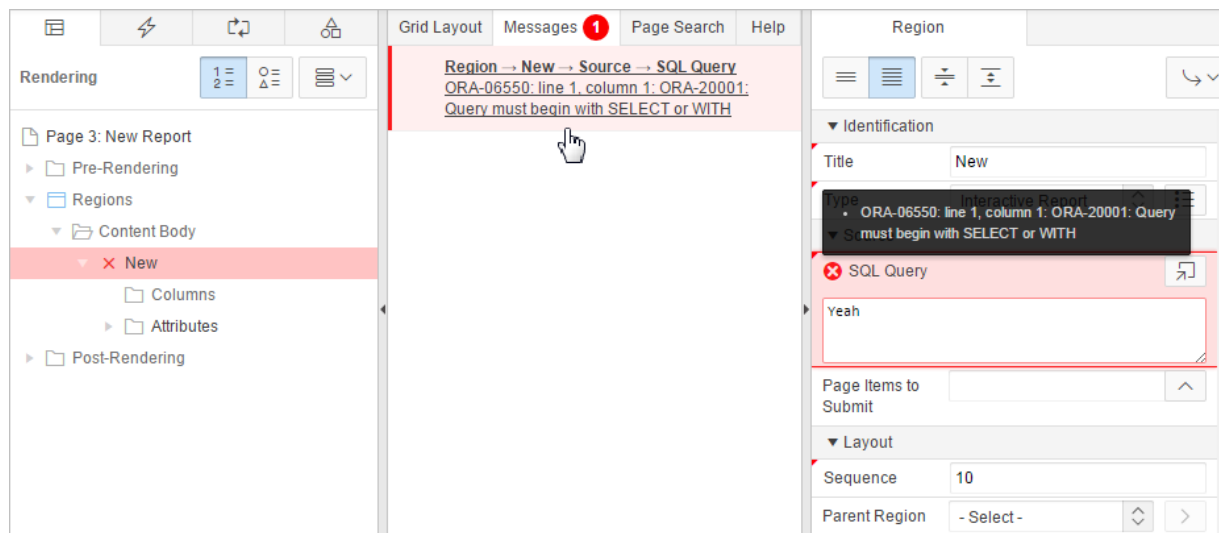 Rendering
Page 3: New Report
Pre-Rendering
Regions
Content Body
New
Columns
Attributes
Post-Rendering
Grid Layout
Messages 1
Page Search
Help
Region → New → Source → SQL Query
ORA-06550: line 1, column 1: ORA-20001:
Query must begin with SELECT or WITH
Region
Identification
Title
New
Type
Interactive Report
• ORA-06550: line 1, column 1: ORA-20001: Query
must begin with SELECT or WITH
Source
SQL Query
Yeah
Page Items to
Submit
Layout
Sequence
10
Parent Region
- Select -